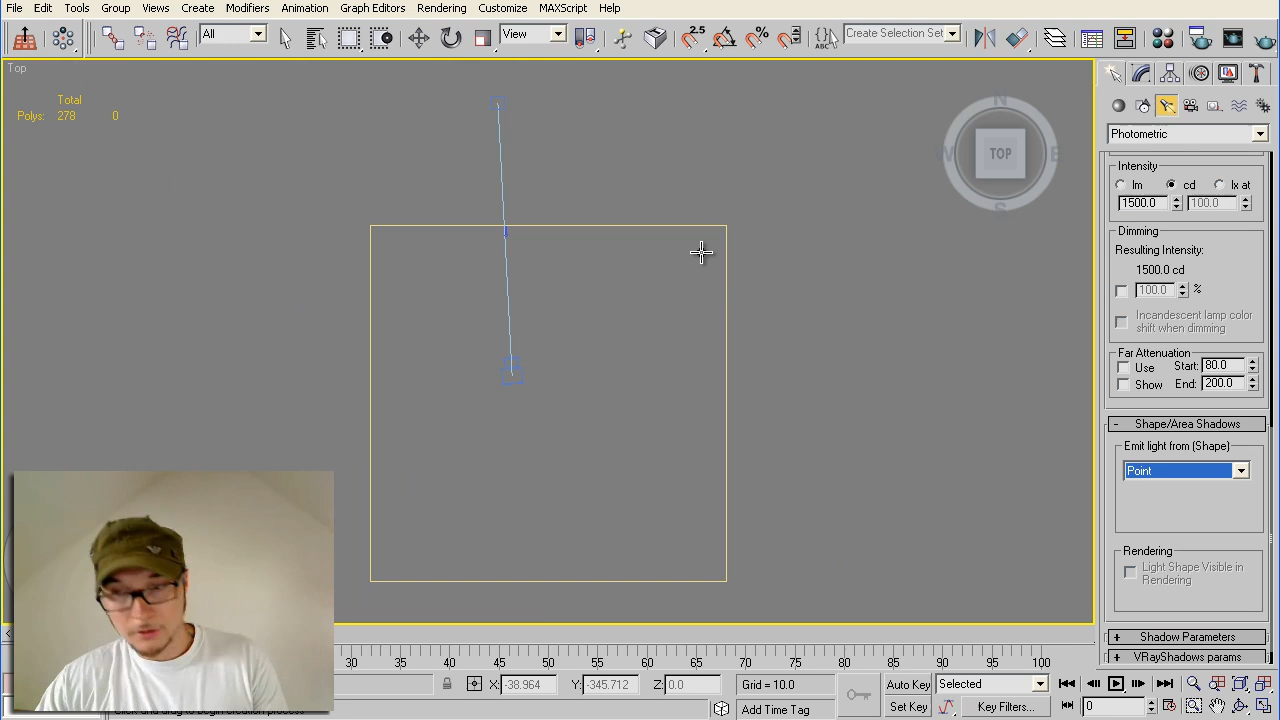 File Edit Tools Group Views Create Modifiers Animation Graph Editors Rendering Customize MAXScript Help
All View 2.5 % ABC Create Selection Set
Top
Total
Polys: 278 0
N
W TOP E
S
Photometric
Intensity
lm cd lx at
1500.0 100.0
Dimming
Resulting Intensity:
1500.0 cd
100.0 %
Incandescent lamp color
shift when dimming
Far Attenuation
Use Start: 80.0
Show End: 200.0
- Shape/Area Shadows
Emit light from (Shape)
Point
Rendering
Light Shape Visible in
Rendering
+ Shadow Parameters
+ VRayShadows params
30 35 40 45 50 55 60 65 70 75 80 85 90 95 100
X: -38.964 Y: -345.712 Z: 0.0 Grid = 10.0 Auto Key Selected
Add Time Tag Set Key Key Filters... 0